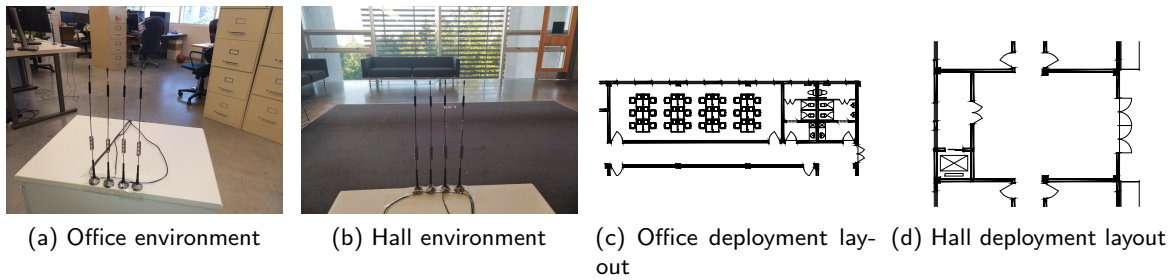 (a) Office environment
(b) Hall environment
(c) Office deployment lay-
out
(d) Hall deployment layout